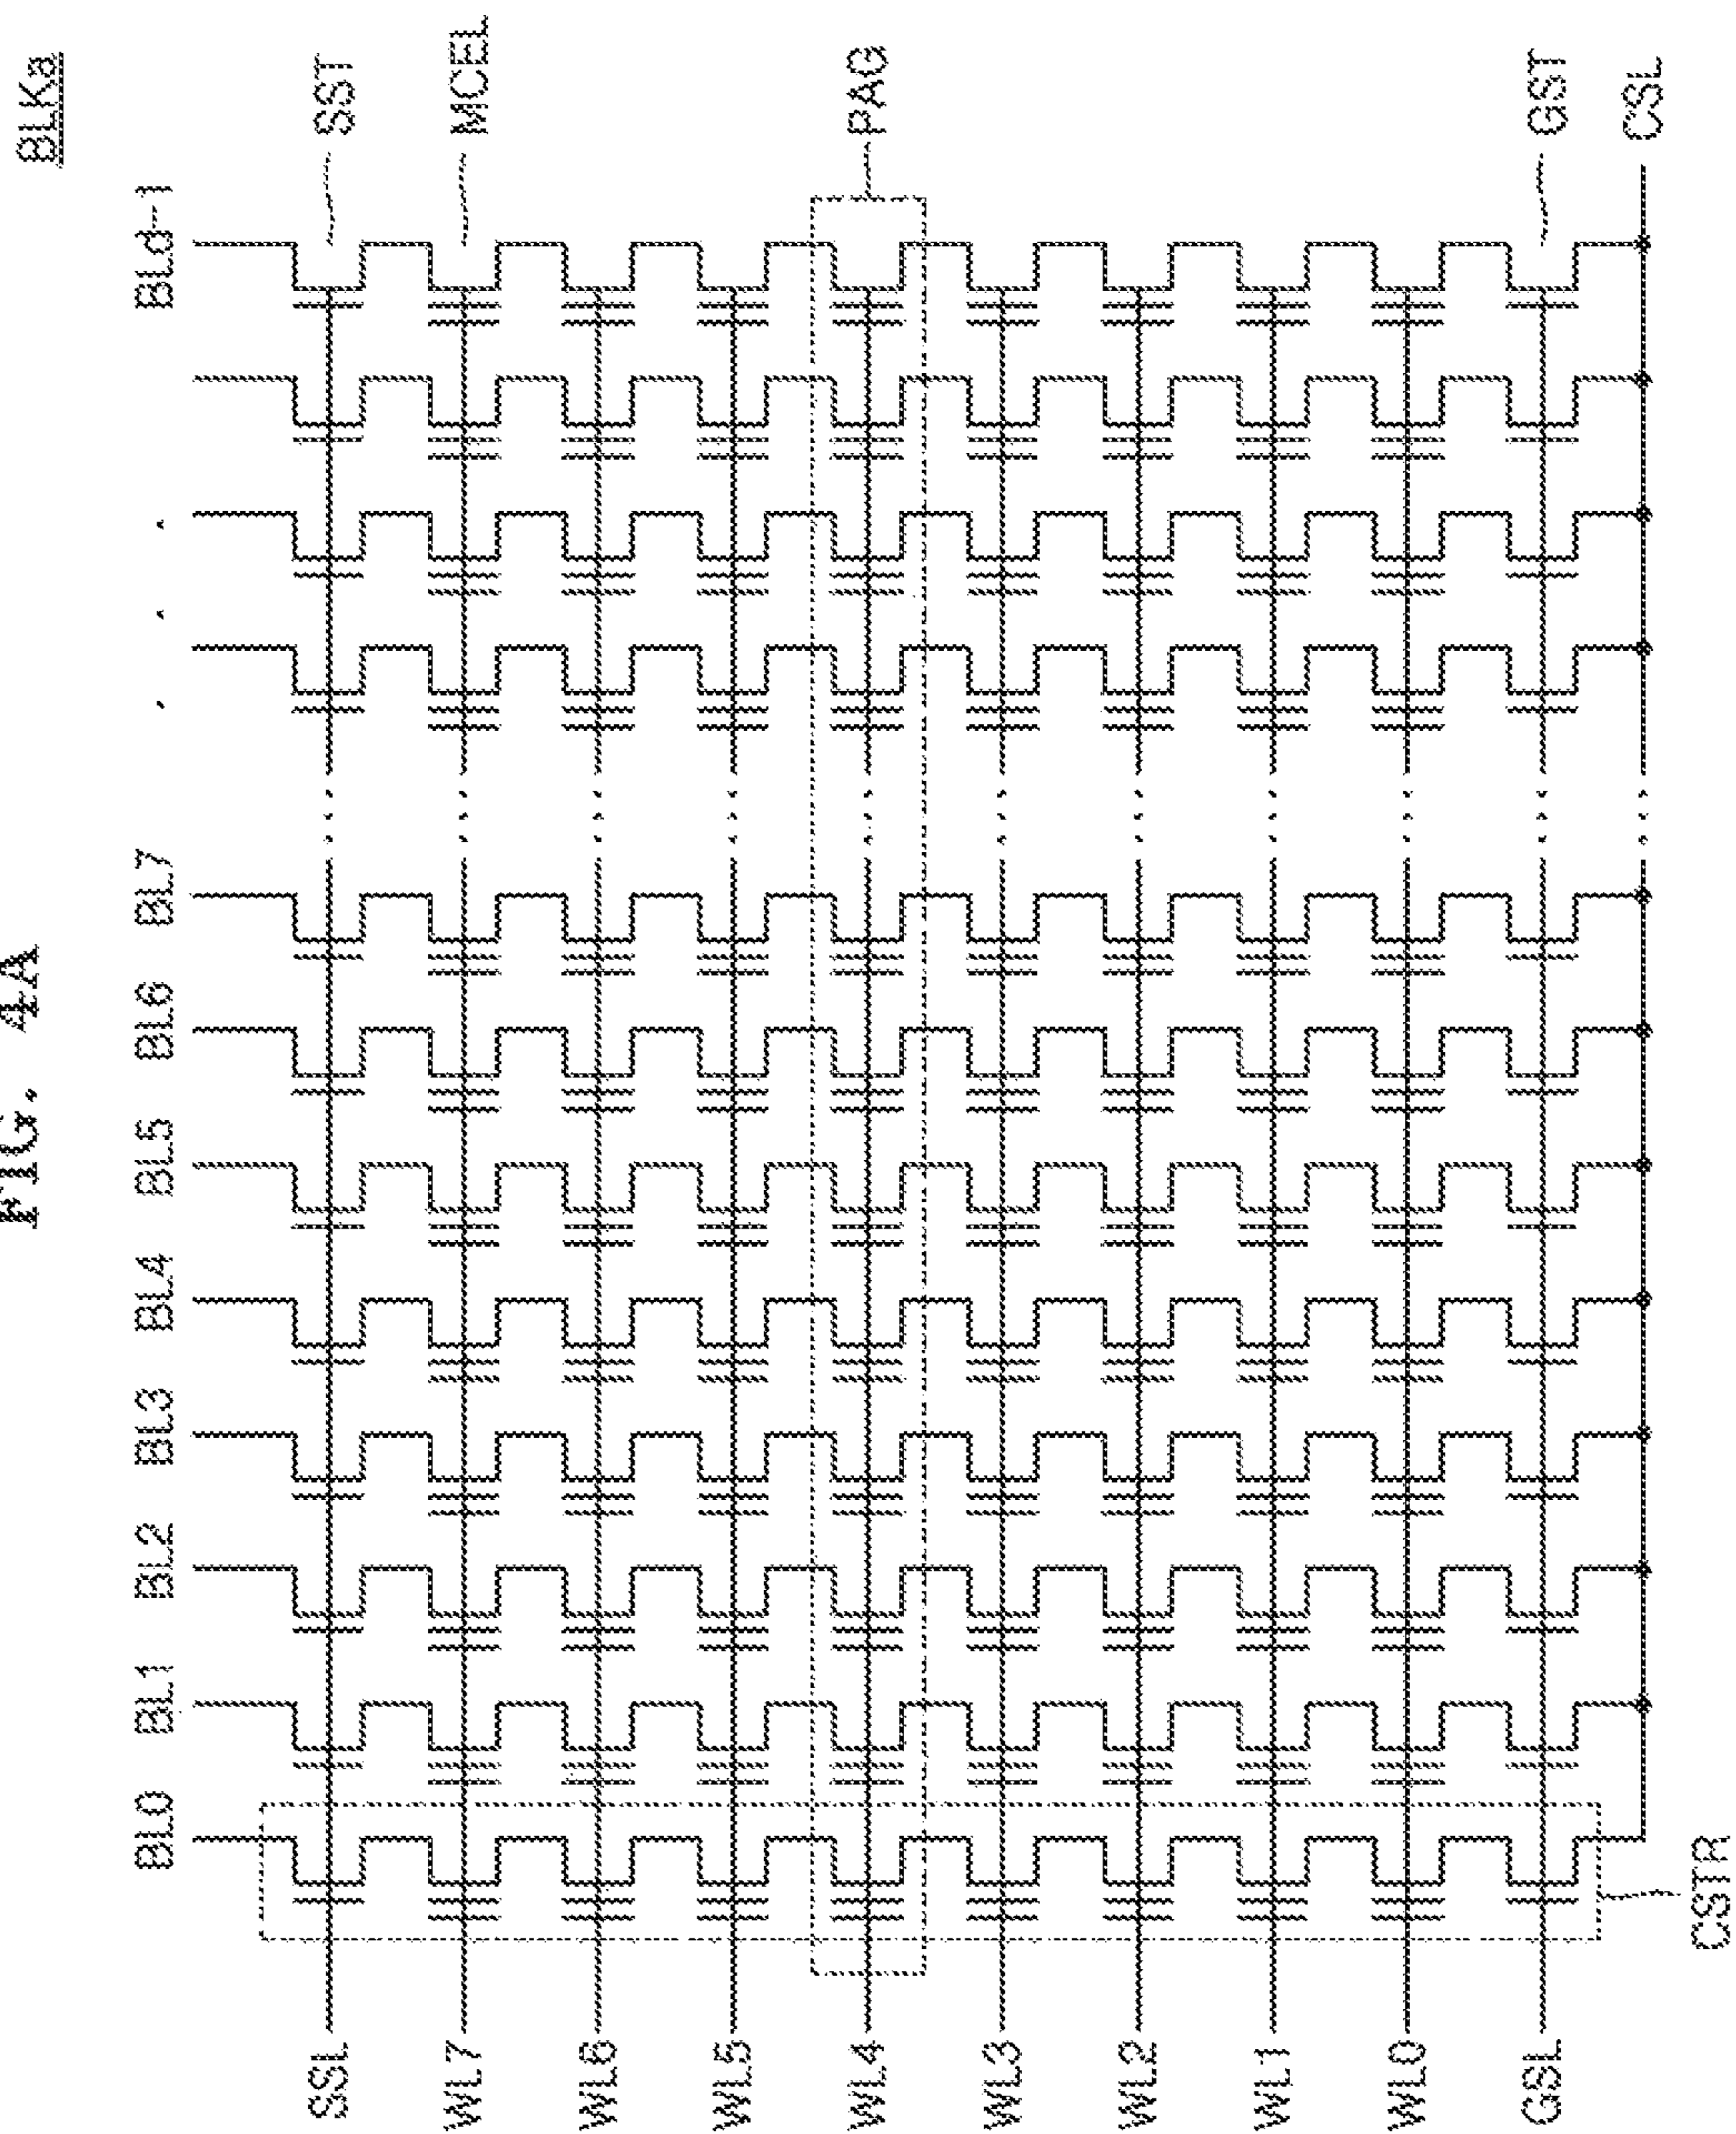 FIG. 4A
BLKa
BL0 BL1 BL2 BL3 BL4 BL5 BL6 BL7 . . . BLd-1
SSL
SST
WL7
MCEL
WL6
WL5
WL4
PAG
WL3
WL2
WL1
WL0
GSL
GST
CSL
CSTR